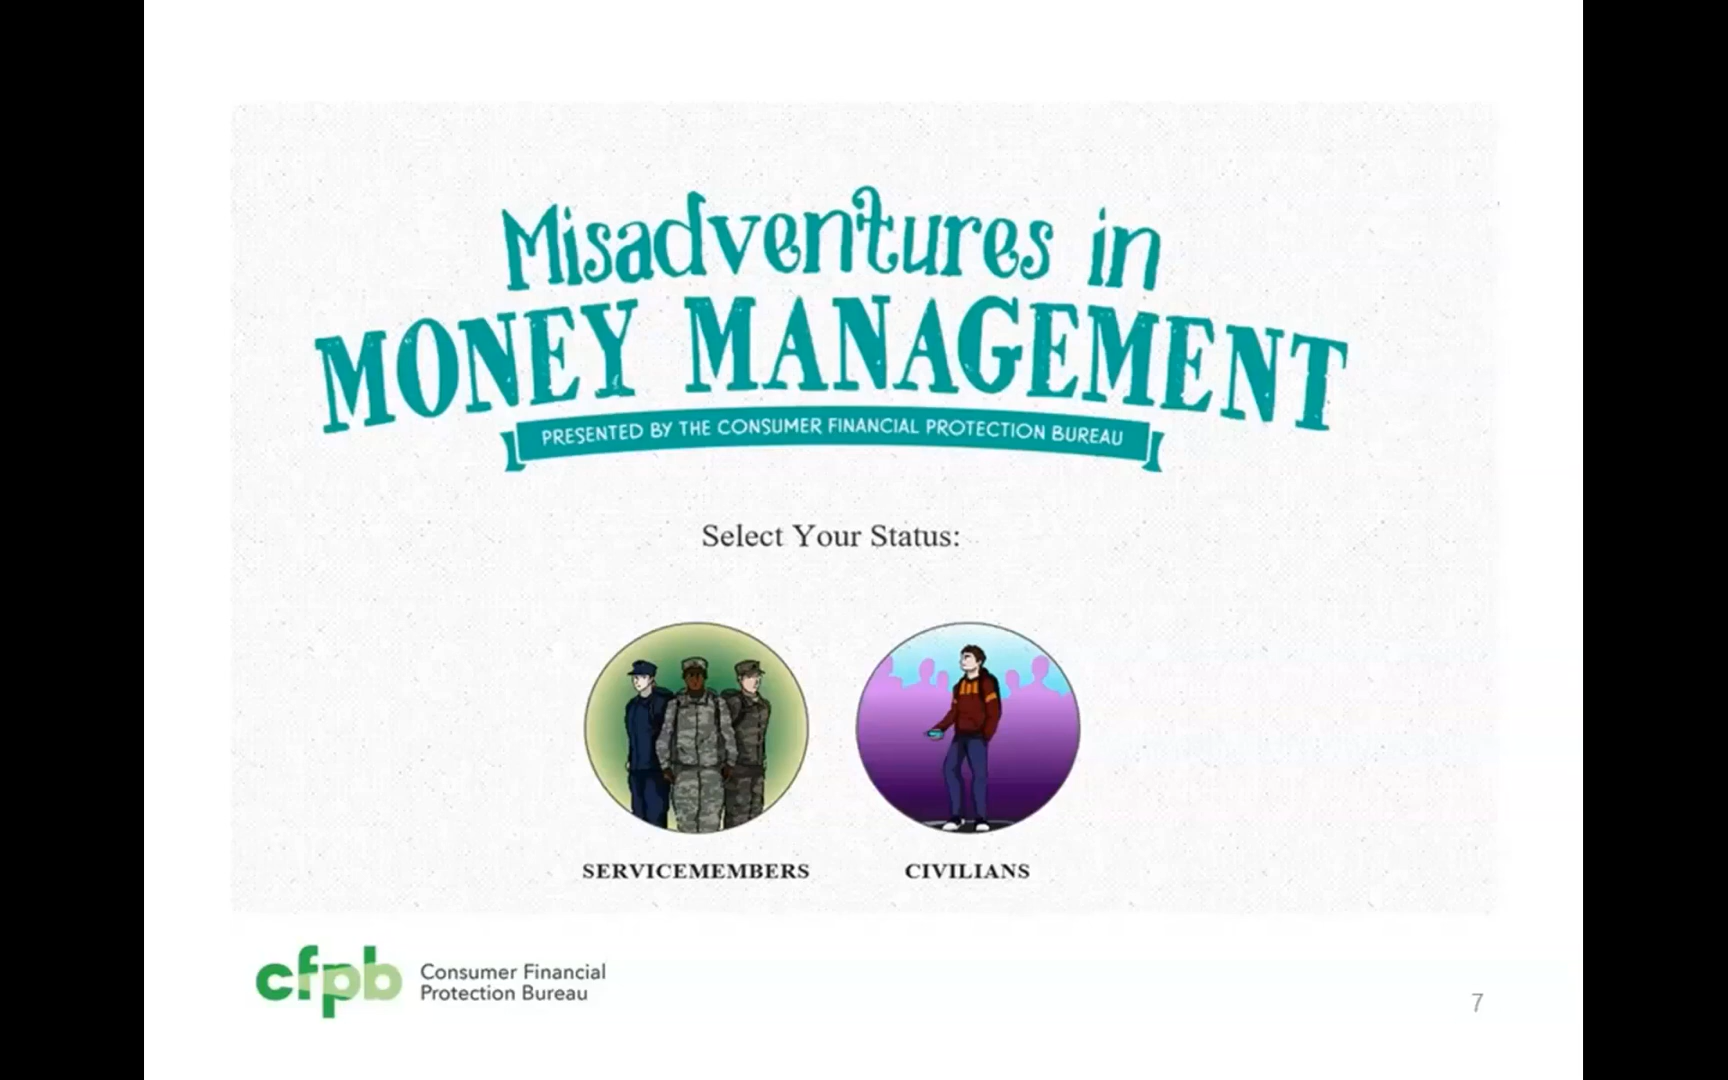 Misadventures in
MONEY MANAGEMENT
PRESENTED BY THE CONSUMER FINANCIAL PROTECTION BUREAU
Select Your Status:
SERVICEMEMBERS
CIVILIANS
cfpb
Consumer Financial
Protection Bureau
7